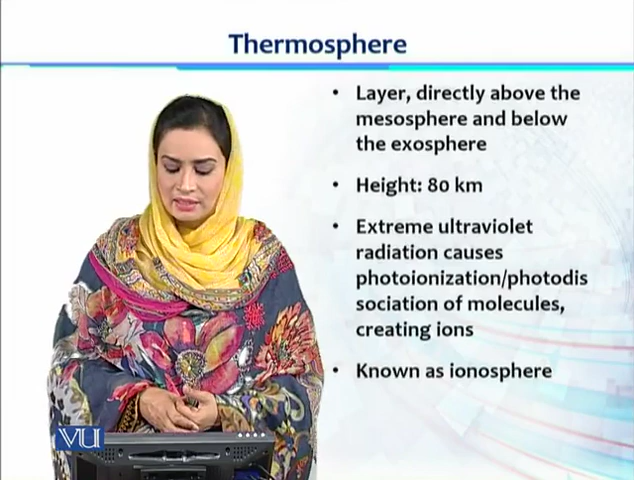 Thermosphere
• Layer, directly above the
mesosphere and below
the exosphere
• Height: 80 km
• Extreme ultraviolet
radiation causes
photoionization/photodis
sociation of molecules,
creating ions
• Known as ionosphere
VU